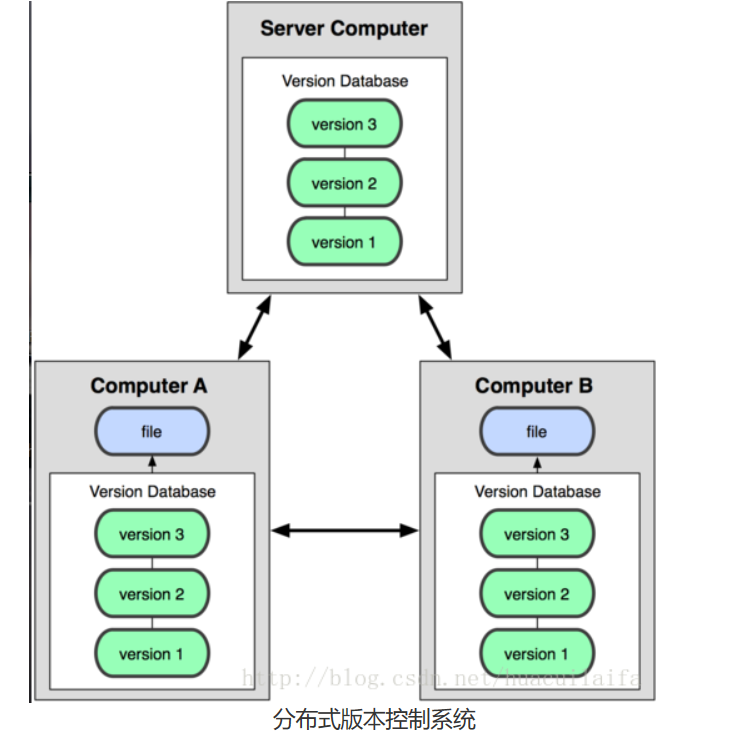 Server Computer
Version Database
version 3
version 2
version 1
Computer A
file
Version Database
version 3
version 2
version 1
Computer B
file
Version Database
version 3
version 2
version 1
http://blog.csdn.net/huacuilaifa
分布式版本控制系统